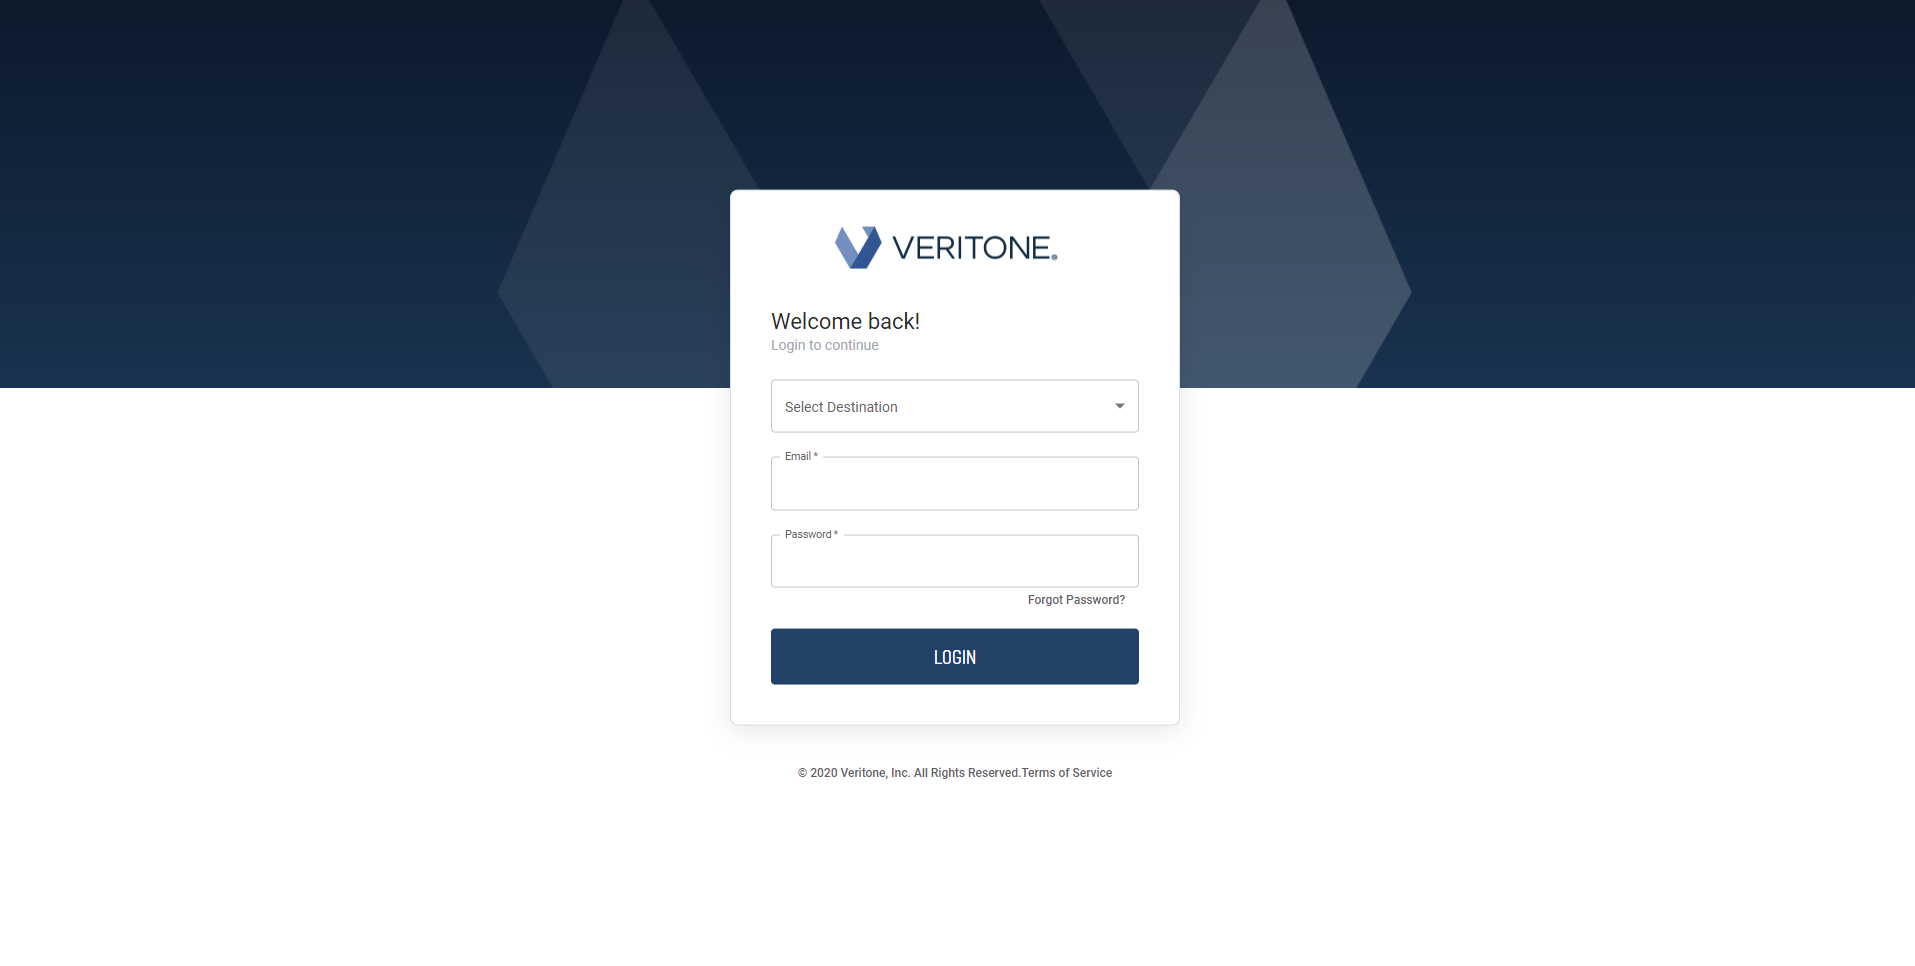 VERITONE®
Welcome back!
Login to continue
Select Destination
Email *
Password *
Forgot Password?
LOGIN
© 2020 Veritone, Inc. All Rights Reserved.Terms of Service